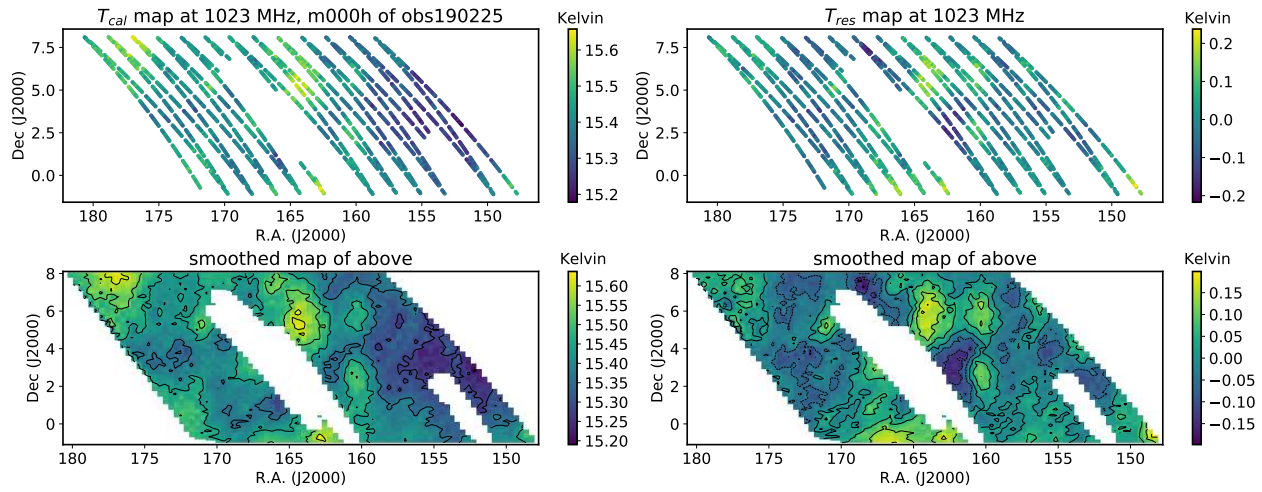 T_cal map at 1023 MHz, m000h of obs190225
Kelvin
7.5
5.0
2.5
0.0
Dec (J2000)
180 175 170 165 160 155 150
R.A. (J2000)
15.6
15.5
15.4
15.3
15.2
T_res map at 1023 MHz
Kelvin
7.5
5.0
2.5
0.0
Dec (J2000)
180 175 170 165 160 155 150
R.A. (J2000)
0.2
0.1
0.0
−0.1
−0.2
smoothed map of above
Kelvin
8
6
4
2
0
Dec (J2000)
180 175 170 165 160 155 150
R.A. (J2000)
15.60
15.55
15.50
15.45
15.40
15.35
15.30
15.25
15.20
smoothed map of above
Kelvin
8
6
4
2
0
Dec (J2000)
180 175 170 165 160 155 150
R.A. (J2000)
0.15
0.10
0.05
0.00
−0.05
−0.10
−0.15